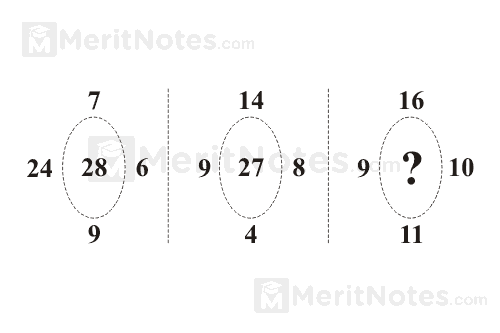 MeritNotes.com
7 14 16
24 28 6 9 27 8 9 ? 10
MeritNotes.com
9 4 11
MeritNotes.com